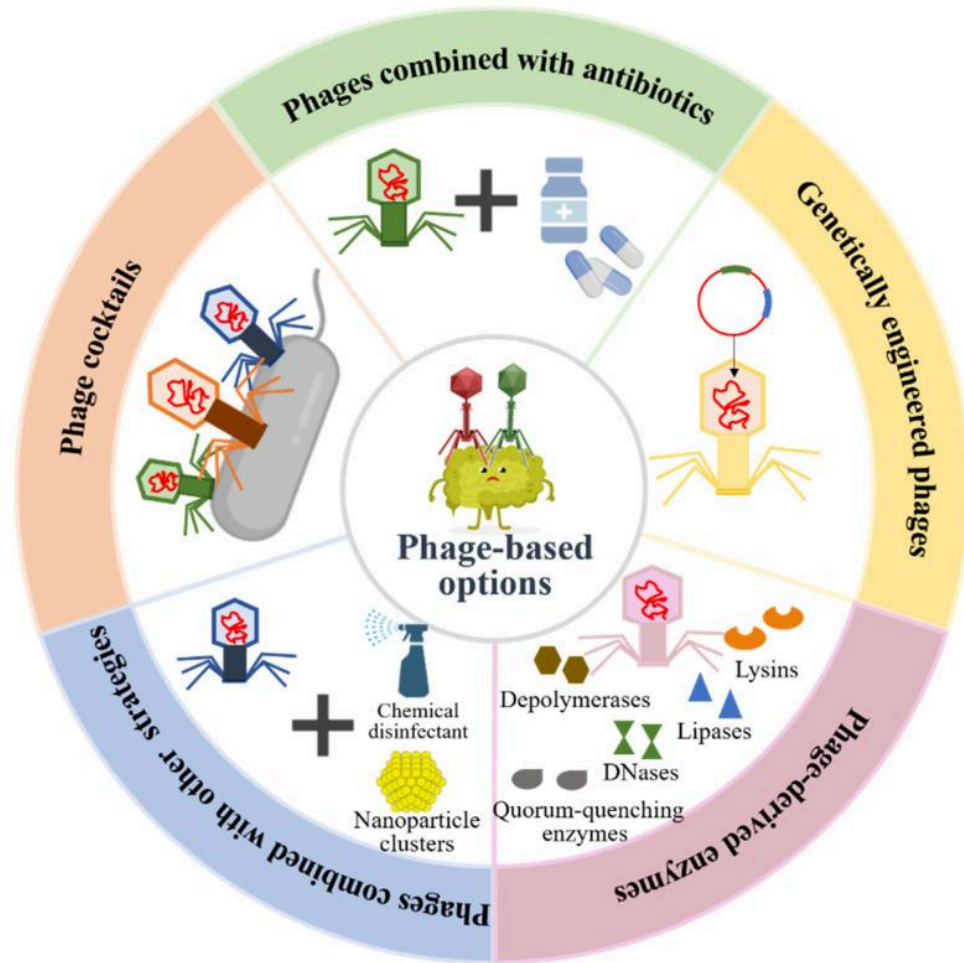 Phages combined with antibiotics
Genetically engineered phages
Phage cocktails
Phage-based
options
Lysins
Depolymerases
Lipases
DNases
Quorum-quenching
enzymes
Phage-derived enzymes
Chemical
disinfectant
Nanoparticle
clusters
Phages combined with other strategies